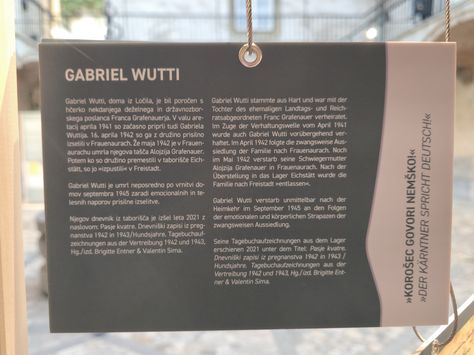 GABRIEL WUTTI
Gabriel Wutti, doma iz Ločila, je bil poročen s
hčerko nekdanjega deželnega in državnozbor-
skega poslanca Franca Grafenauerja. V valu are-
tacij aprila 1941 so začasno priprli tudi Gabriela
Wuttija. 16. aprila 1942 so ga z družino prisilno
izselili v Frauenaurach. Že maja 1942 je v Frauen-
aurachu umrla njegova tašča Alojzija Grafenauer.
Potem ko so družino premestili v taborišče Eich-
stätt, so jo »izpustili« v Freistadt.
Gabriel Wutti je umrl neposredno po vrnitvi do-
mov septembra 1945 zaradi emocionalnih in te-
lesnih naporov prisilne izselitve.
Njegov dnevnik iz taborišča je izšel leta 2021 z
naslovom: Pasje kvatre. Dnevniški zapisi iz pregnan-
stva 1942 in 1943/Hundsjahre. Tagebuchauf-
zeichnungen aus der Vertreibung 1942 und 1943,
Hg./izd. Brigitte Entner & Valentin Sima.
Gabriel Wutti stammte aus Hart und war mit der
Tochter des ehemaligen Landtags- und Reich-
ratsabgeordneten Franc Grafenauer verheiratet.
Im Zuge der Verhaftungswelle vom April 1941
wurde auch Gabriel Wutti vorübergehend ver-
haftet. Im April 1942 folgte die zwangsweise Aus-
siedlung der Familie nach Frauenaurach. Noch
im Mai 1942 verstarb seine Schwiegermutter
Alojzija Grafenauer in Frauenaurach. Nach der
Überstellung in das Lager Eichstätt wurde die
Familie nach Freistadt »entlassen«.
Gabriel Wutti verstarb unmittelbar nach der
Heimkehr im September 1945 an den Folgen
der emotionalen und körperlichen Strapazen der
zwangsweisen Aussiedlung.
Seine Tagebuchaufzeichnungen aus dem Lager
erschienen 2021 unter dem Titel: Pasje kvatre.
Dnevniški zapisi iz pregnanstva 1942 in 1943 /
Hundsjahre. Tagebuchaufzeichnungen aus der
Vertreibung 1942 und 1943, Hg./izd. Brigitte Ent-
ner & Valentin Sima.
»KOROŠEC GOVORI NEMŠKO!«
»DER KÄRNTNER SPRICHT DEUTSCH!«